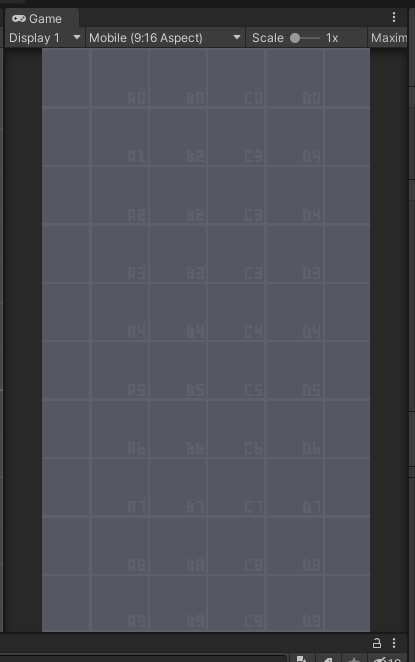 Game
Display 1 Mobile (9:16 Aspect) Scale 1x Maxim
A0 B0 C0 D0
A1 B2 C3 D4
A2 B2 C3 D4
A3 B3 C3 D3
A4 B4 C4 D4
A5 B5 C5 D5
A6 B6 C6 D6
A7 B7 C7 D7
A8 B8 C8 D8
A9 B9 C9 D9